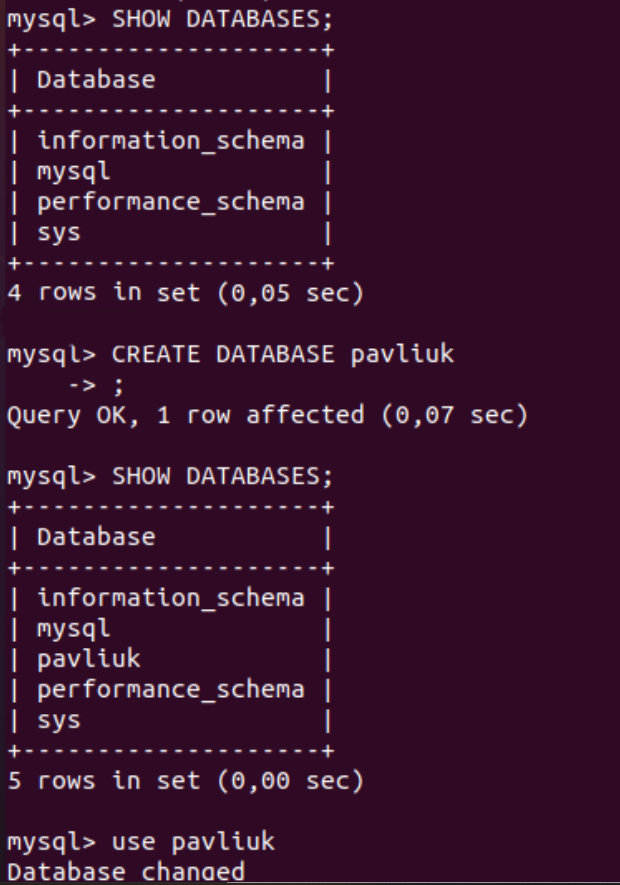 mysql> SHOW DATABASES;
+--------------------+
| Database           |
+--------------------+
| information_schema |
| mysql              |
| performance_schema |
| sys                |
+--------------------+
4 rows in set (0,05 sec)
mysql> CREATE DATABASE pavliuk
    -> ;
Query OK, 1 row affected (0,07 sec)
mysql> SHOW DATABASES;
+--------------------+
| Database           |
+--------------------+
| information_schema |
| mysql              |
| pavliuk            |
| performance_schema |
| sys                |
+--------------------+
5 rows in set (0,00 sec)
mysql> use pavliuk
Database changed